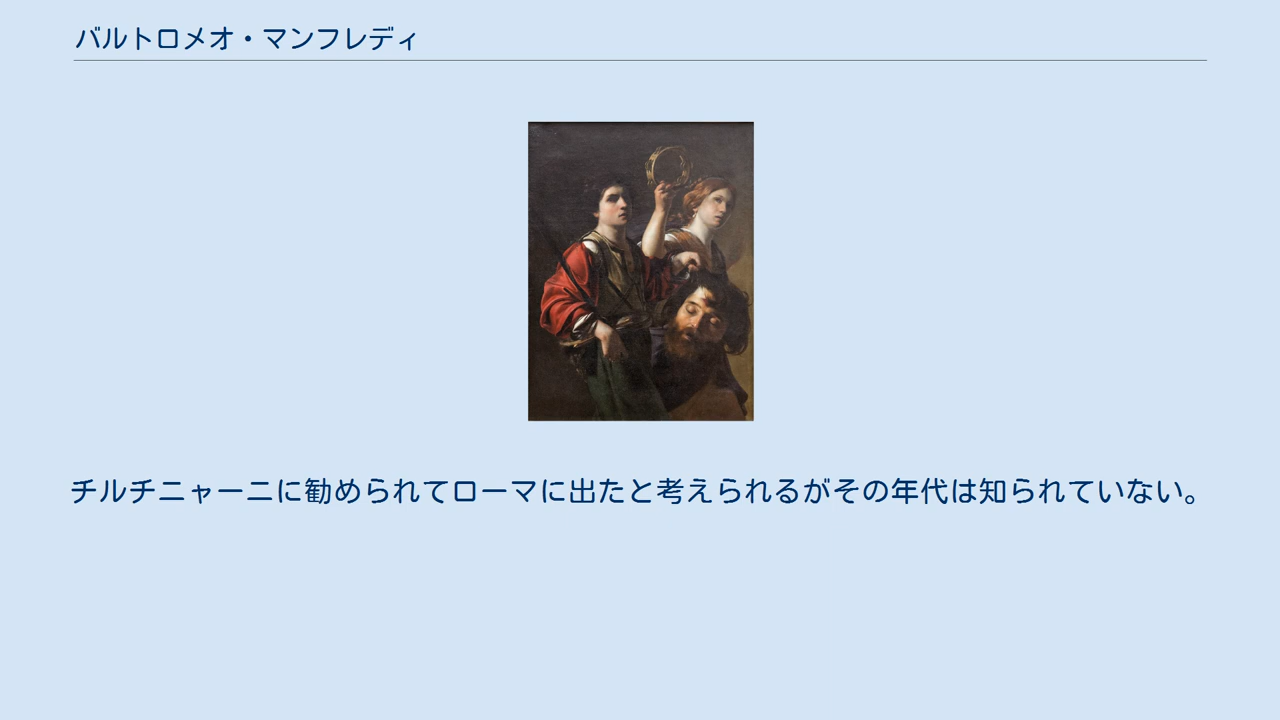 バルトロメオ・マンフレディ
チルチニャーニに勧められてローマに出たと考えられるがその年代は知られていない。